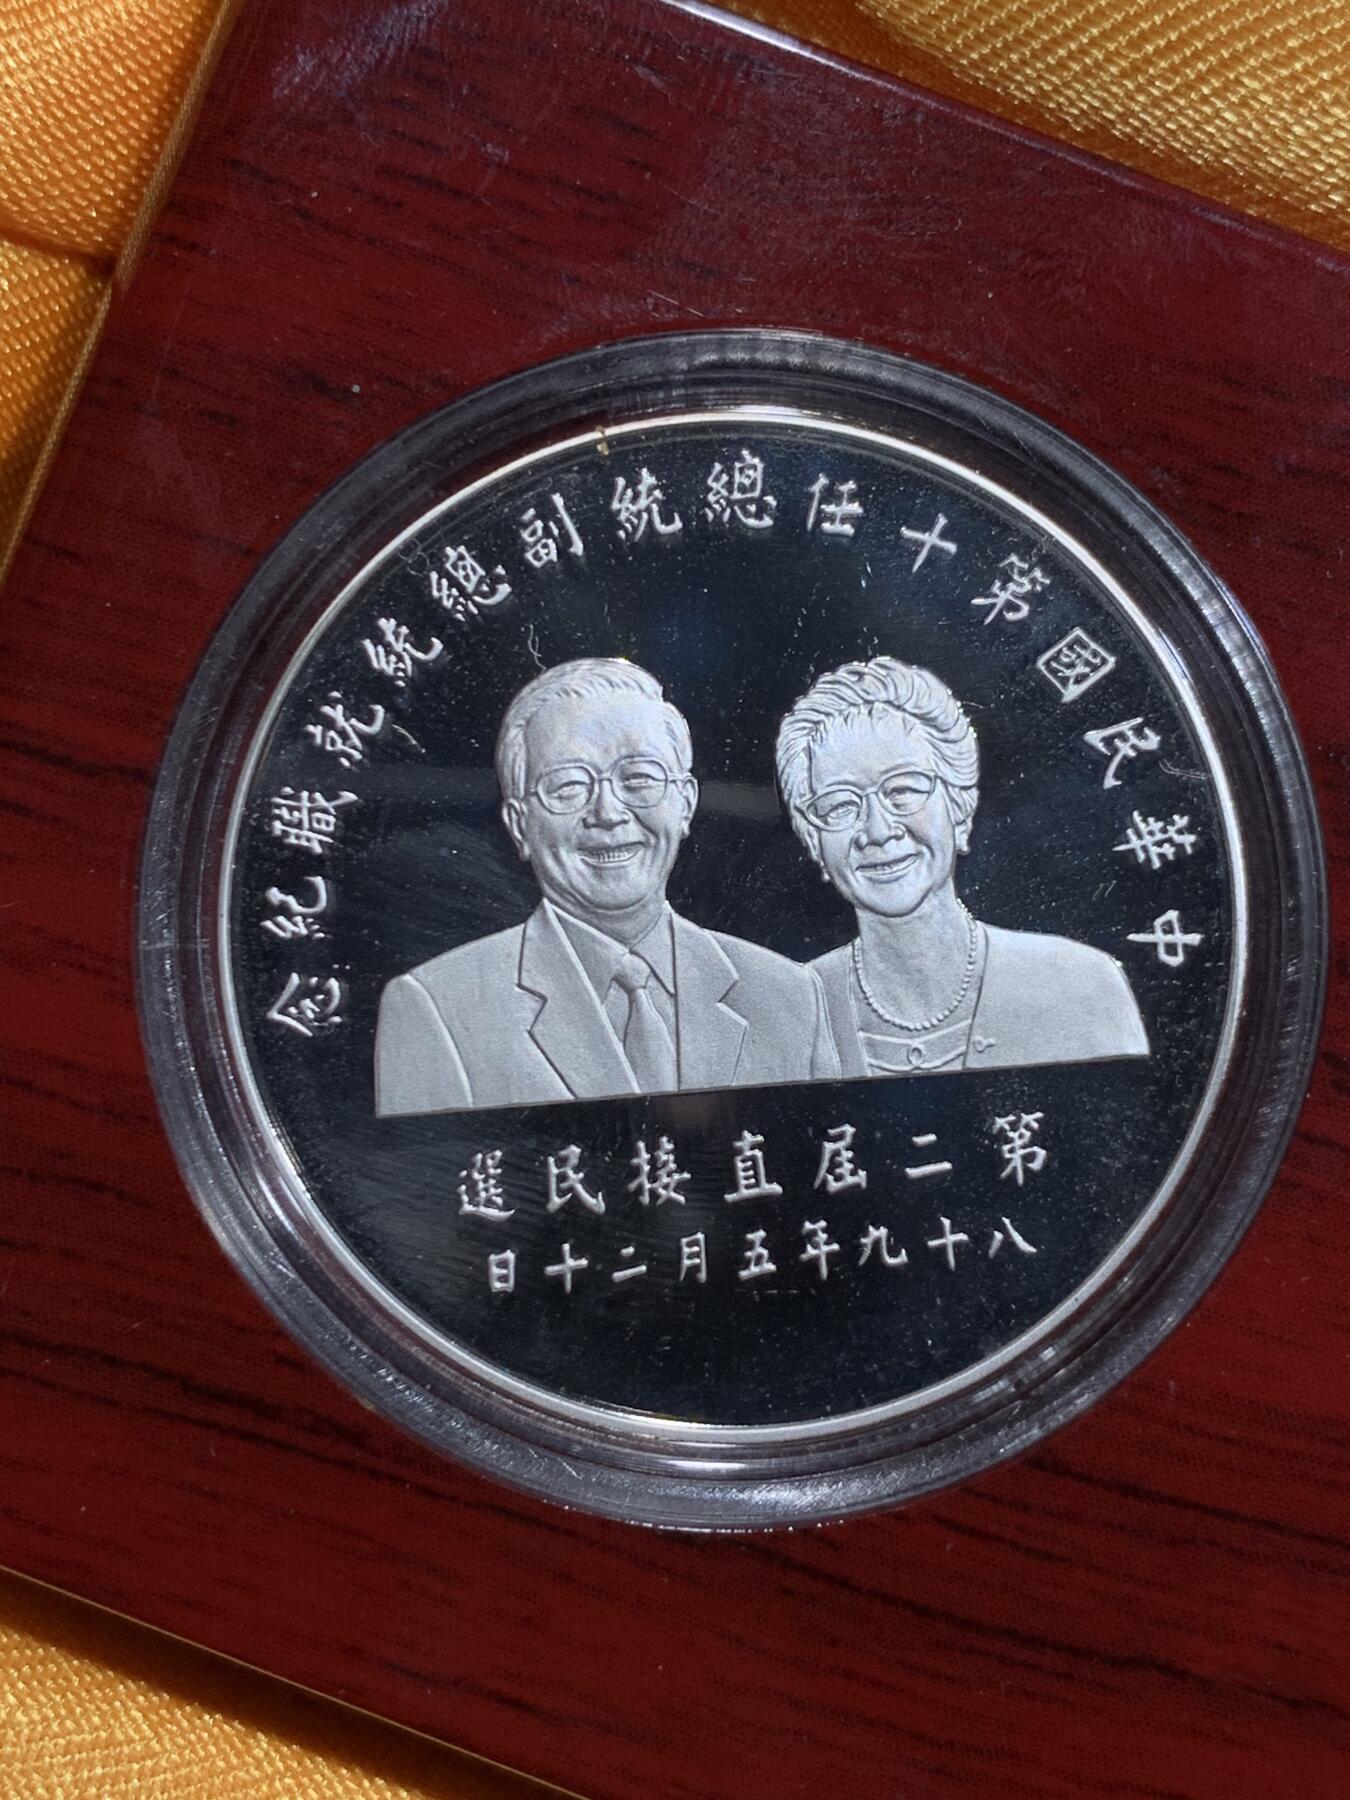 中華民國第十任總統副總統就職紀念
第二屆直接民選
八十九年五月二十日